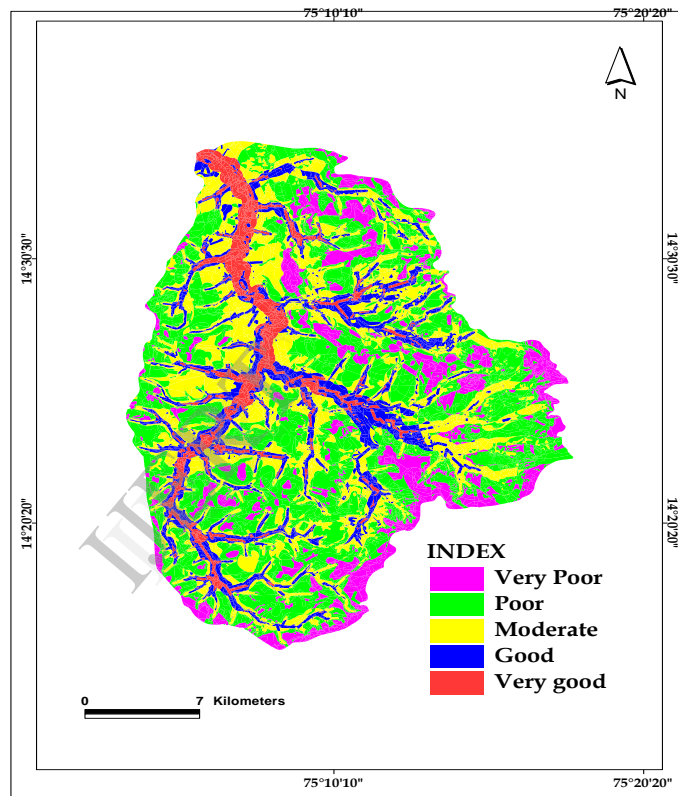 75°10'10"
75°20'20"
N
14°30'30"
14°30'30"
14°20'20"
14°20'20"
INDEX
Very Poor
Poor
Moderate
Good
Very good
0 7 Kilometers
75°10'10"
75°20'20"